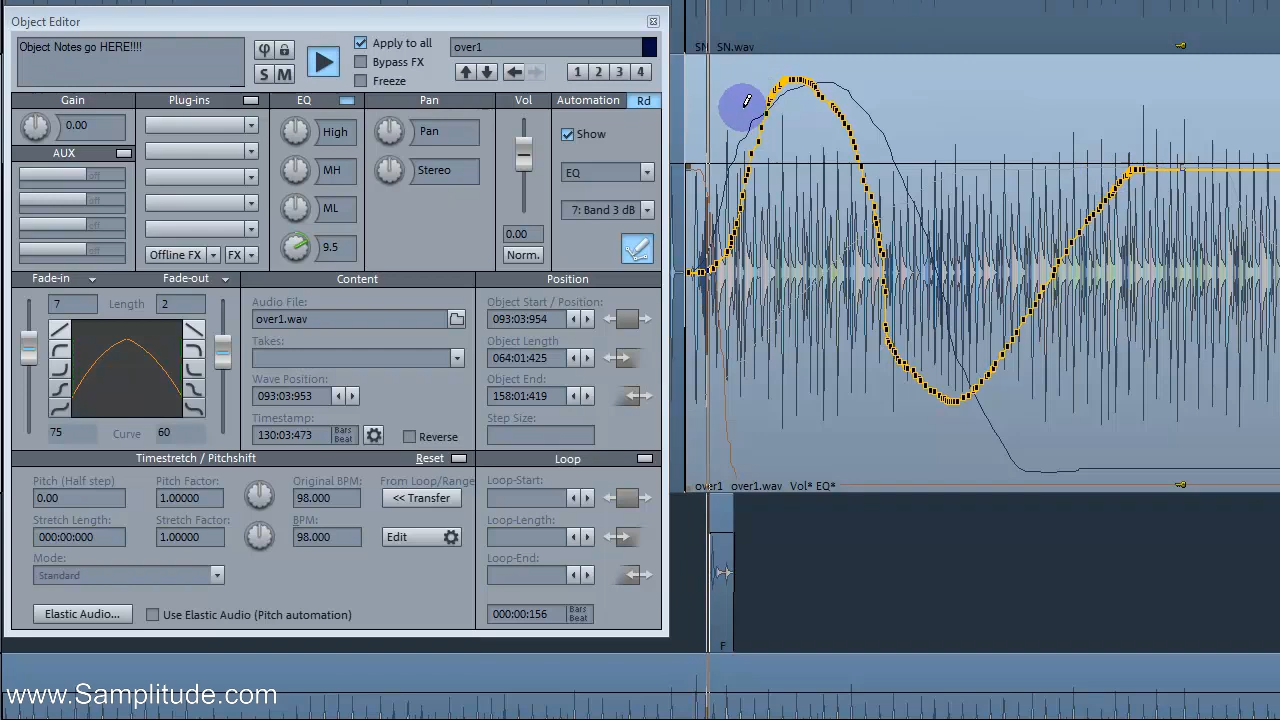 Object Editor
Object Notes go HERE!!!!
S M
Apply to all
Bypass FX
Freeze
over1
1 2 3 4
SN SN.wav
Gain
Plug-ins
EQ
Pan
Vol
Automation
Rd
0.00
AUX
off
off
off
off
Offline FX
FX
High
MH
ML
9.5
Pan
Stereo
0.00
Norm.
Show
EQ
7: Band 3 dB
Fade-in
Fade-out
7
Length
2
75
Curve
60
Content
Audio File:
over1.wav
Takes:
Wave Position:
093:03:953
Timestamp:
130:03:473
Bars
Beat
Reverse
Position
Object Start / Position:
093:03:954
Object Length
064:01:425
Object End:
158:01:419
Step Size:
Timestretch / Pitchshift
Reset
Pitch (Half step)
0.00
Pitch Factor:
1.00000
Original BPM:
98.000
From Loop/Range
<< Transfer
Stretch Length:
000:00:000
Stretch Factor:
1.00000
BPM:
98.000
Edit
Mode:
Standard
Elastic Audio...
Use Elastic Audio (Pitch automation)
Loop
Loop-Start:
Loop-Length:
Loop-End:
000:00:156
Bars
Beat
over1 over1.wav Vol* EQ*
F
www.Samplitude.com